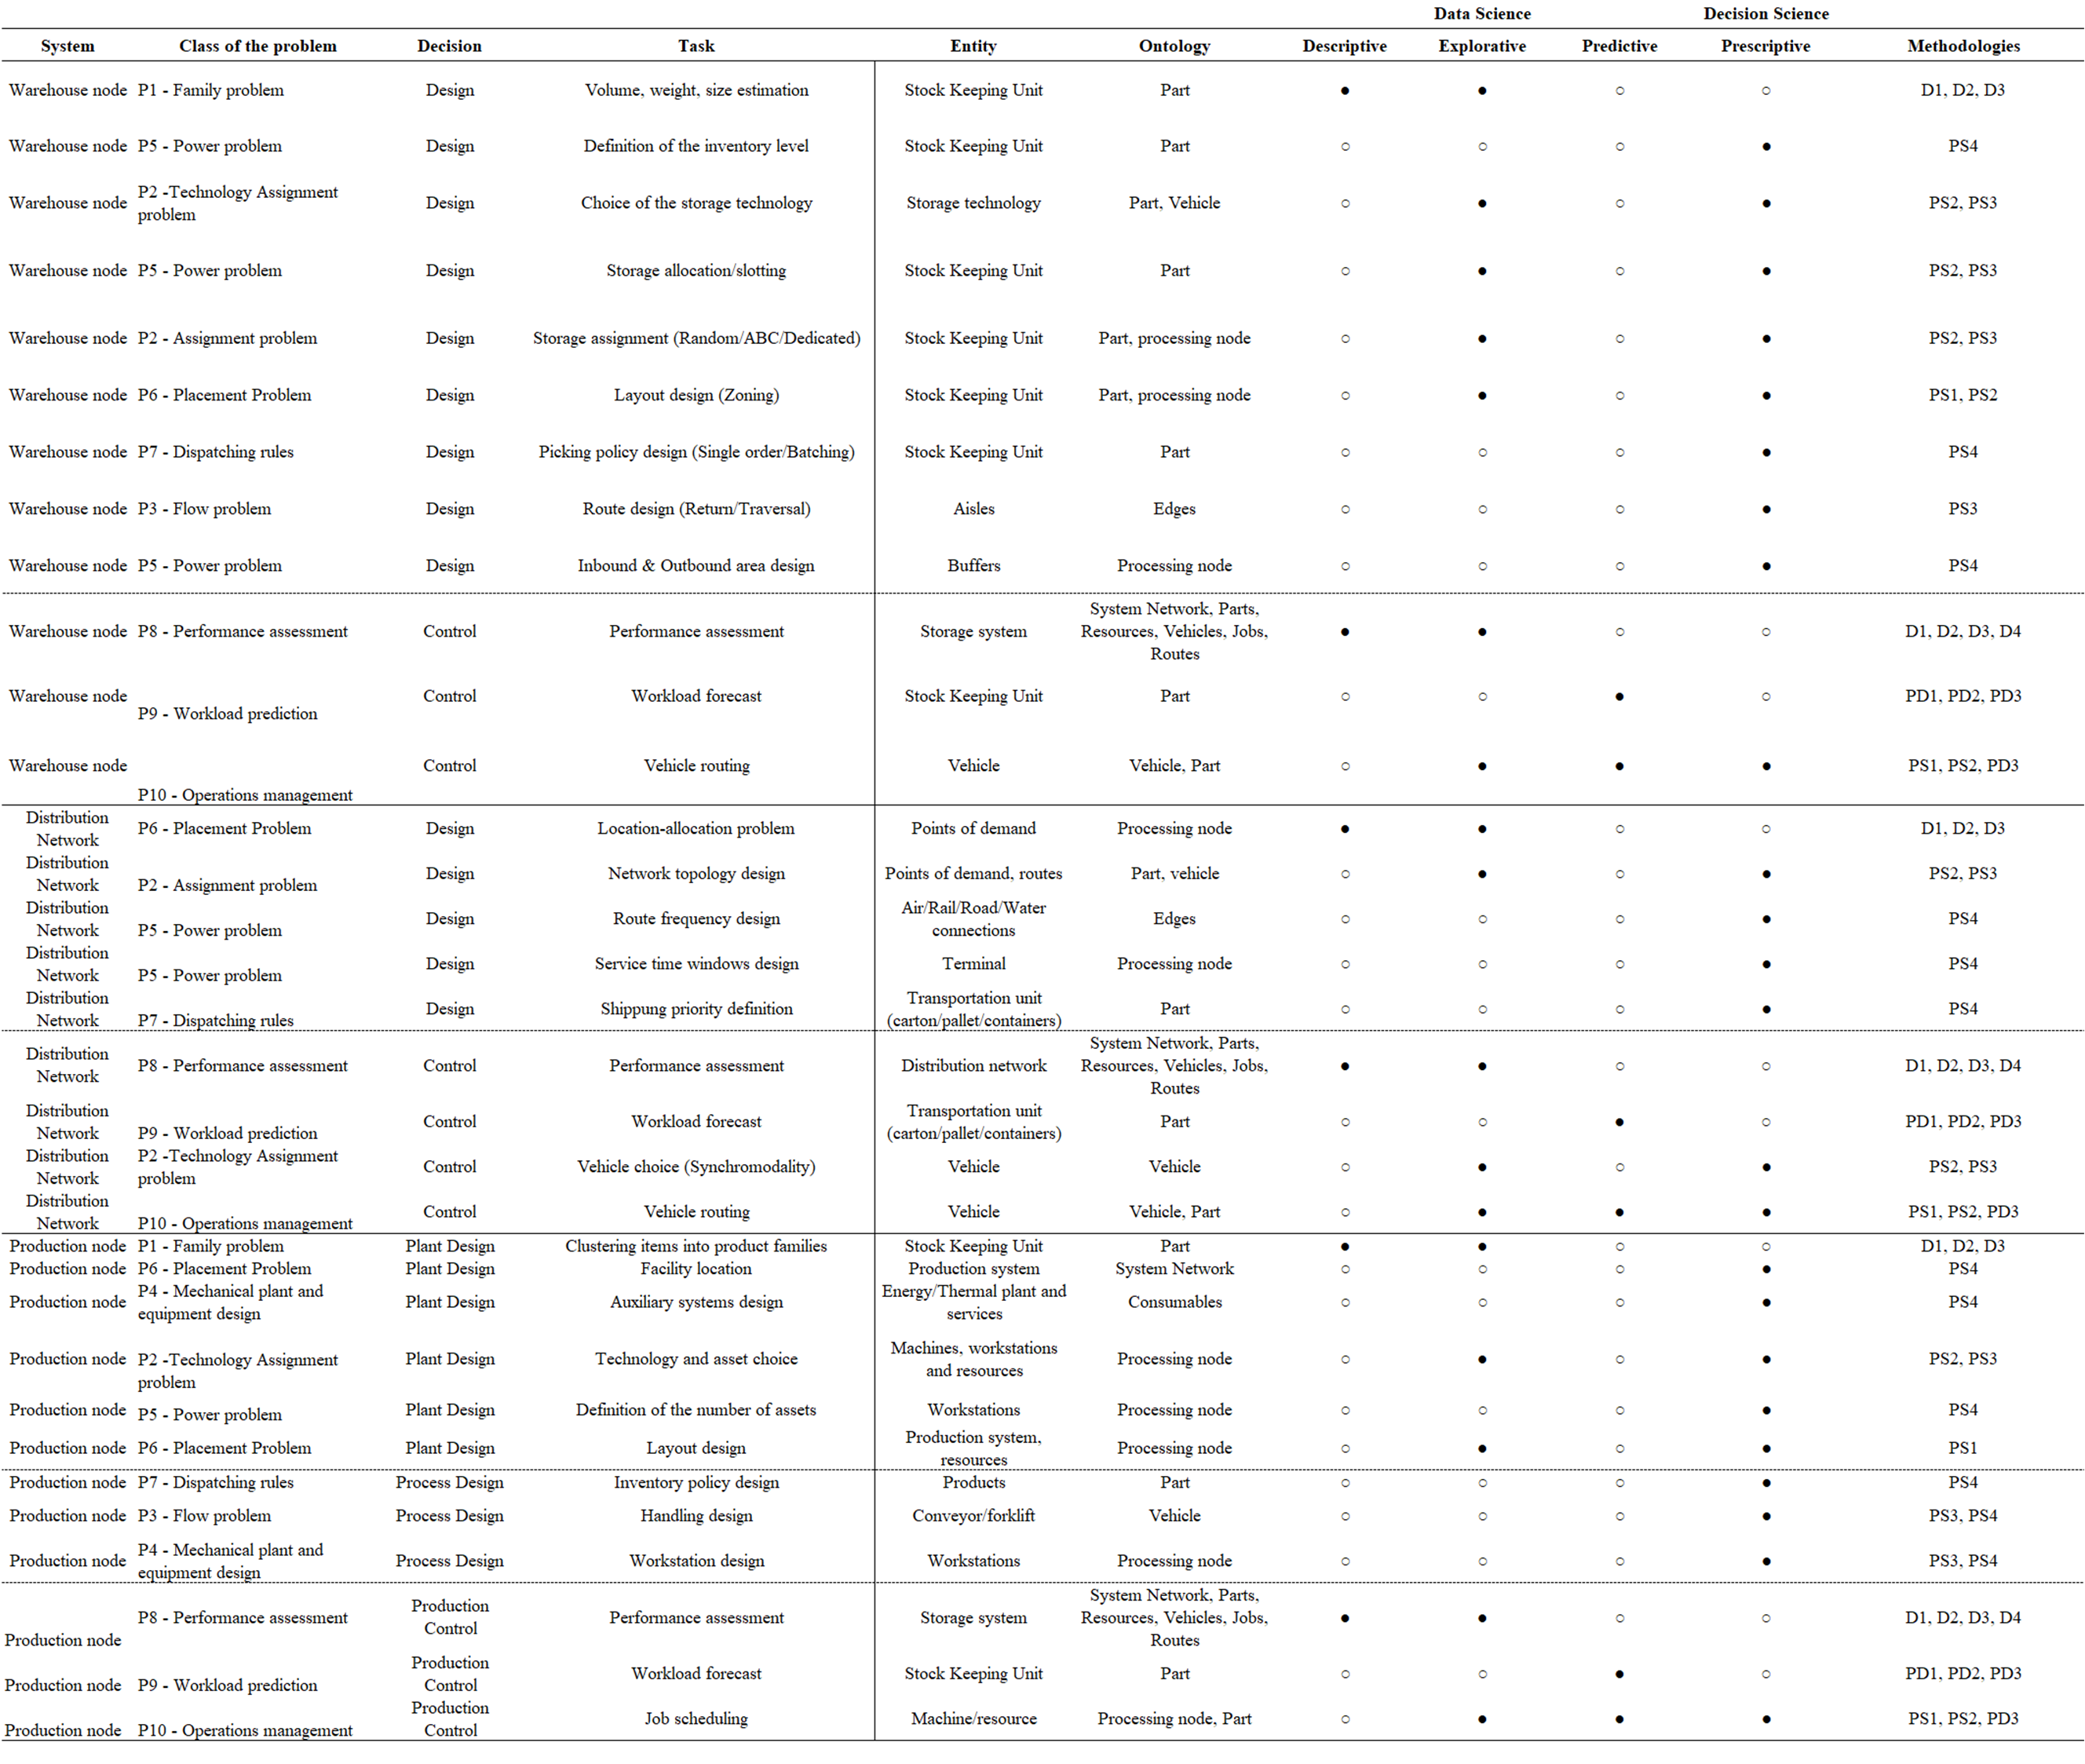 Data Science Decision Science
System Class of the problem Decision Task Entity Ontology Descriptive Explorative Predictive Prescriptive Methodologies
Warehouse node P1 - Family problem Design Volume, weight, size estimation Stock Keeping Unit Part ● ● ○ ○ D1, D2, D3
Warehouse node P5 - Power problem Design Definition of the inventory level Stock Keeping Unit Part ○ ○ ○ ● PS4
Warehouse node P2 -Technology Assignment problem Design Choice of the storage technology Storage technology Part, Vehicle ○ ● ○ ● PS2, PS3
Warehouse node P5 - Power problem Design Storage allocation/slotting Stock Keeping Unit Part ○ ● ○ ● PS2, PS3
Warehouse node P2 - Assignment problem Design Storage assignment (Random/ABC/Dedicated) Stock Keeping Unit Part, processing node ○ ● ○ ● PS2, PS3
Warehouse node P6 - Placement Problem Design Layout design (Zoning) Stock Keeping Unit Part, processing node ○ ● ○ ● PS1, PS2
Warehouse node P7 - Dispatching rules Design Picking policy design (Single order/Batching) Stock Keeping Unit Part ○ ○ ○ ● PS4
Warehouse node P3 - Flow problem Design Route design (Return/Traversal) Aisles Edges ○ ○ ○ ● PS3
Warehouse node P5 - Power problem Design Inbound & Outbound area design Buffers Processing node ○ ○ ○ ● PS4
Warehouse node P8 - Performance assessment Control Performance assessment Storage system System Network, Parts, Resources, Vehicles, Jobs, Routes ● ● ○ ○ D1, D2, D3, D4
Warehouse node P9 - Workload prediction Control Workload forecast Stock Keeping Unit Part ○ ○ ● ○ PD1, PD2, PD3
Warehouse node P10 - Operations management Control Vehicle routing Vehicle Vehicle, Part ○ ● ● ● PS1, PS2, PD3
Distribution Network P6 - Placement Problem Design Location-allocation problem Points of demand Processing node ● ● ○ ○ D1, D2, D3
Distribution Network P2 - Assignment problem Design Network topology design Points of demand, routes Part, vehicle ○ ● ○ ● PS2, PS3
Distribution Network P5 - Power problem Design Route frequency design Air/Rail/Road/Water connections Edges ○ ○ ○ ● PS4
Distribution Network P5 - Power problem Design Service time windows design Terminal Processing node ○ ○ ○ ● PS4
Distribution Network P7 - Dispatching rules Design Shippung priority definition Transportation unit (carton/pallet/containers) Part ○ ○ ○ ● PS4
Distribution Network P8 - Performance assessment Control Performance assessment Distribution network System Network, Parts, Resources, Vehicles, Jobs, Routes ● ● ○ ○ D1, D2, D3, D4
Distribution Network P9 - Workload prediction Control Workload forecast Transportation unit (carton/pallet/containers) Part ○ ○ ● ○ PD1, PD2, PD3
Distribution Network P2 -Technology Assignment problem Control Vehicle choice (Synchromodality) Vehicle Vehicle ○ ● ○ ● PS2, PS3
Distribution Network P10 - Operations management Control Vehicle routing Vehicle Vehicle, Part ○ ● ● ● PS1, PS2, PD3
Production node P1 - Family problem Plant Design Clustering items into product families Stock Keeping Unit Part ● ● ○ ○ D1, D2, D3
Production node P6 - Placement Problem Plant Design Facility location Production system System Network ○ ○ ○ ● PS4
Production node P4 - Mechanical plant and equipment design Plant Design Auxiliary systems design Energy/Thermal plant and services Consumables ○ ○ ○ ● PS4
Production node P2 -Technology Assignment problem Plant Design Technology and asset choice Machines, workstations and resources Processing node ○ ● ○ ● PS2, PS3
Production node P5 - Power problem Plant Design Definition of the number of assets Workstations Processing node ○ ○ ○ ● PS4
Production node P6 - Placement Problem Plant Design Layout design Production system, resources Processing node ○ ● ○ ● PS1
Production node P7 - Dispatching rules Process Design Inventory policy design Products Part ○ ○ ○ ● PS4
Production node P3 - Flow problem Process Design Handling design Conveyor/forklift Vehicle ○ ○ ○ ● PS3, PS4
Production node P4 - Mechanical plant and equipment design Process Design Workstation design Workstations Processing node ○ ○ ○ ● PS3, PS4
Production node P8 - Performance assessment Production Control Performance assessment Storage system System Network, Parts, Resources, Vehicles, Jobs, Routes ● ● ○ ○ D1, D2, D3, D4
Production node P9 - Workload prediction Production Control Workload forecast Stock Keeping Unit Part ○ ○ ● ○ PD1, PD2, PD3
Production node P10 - Operations management Production Control Job scheduling Machine/resource Processing node, Part ○ ● ● ● PS1, PS2, PD3